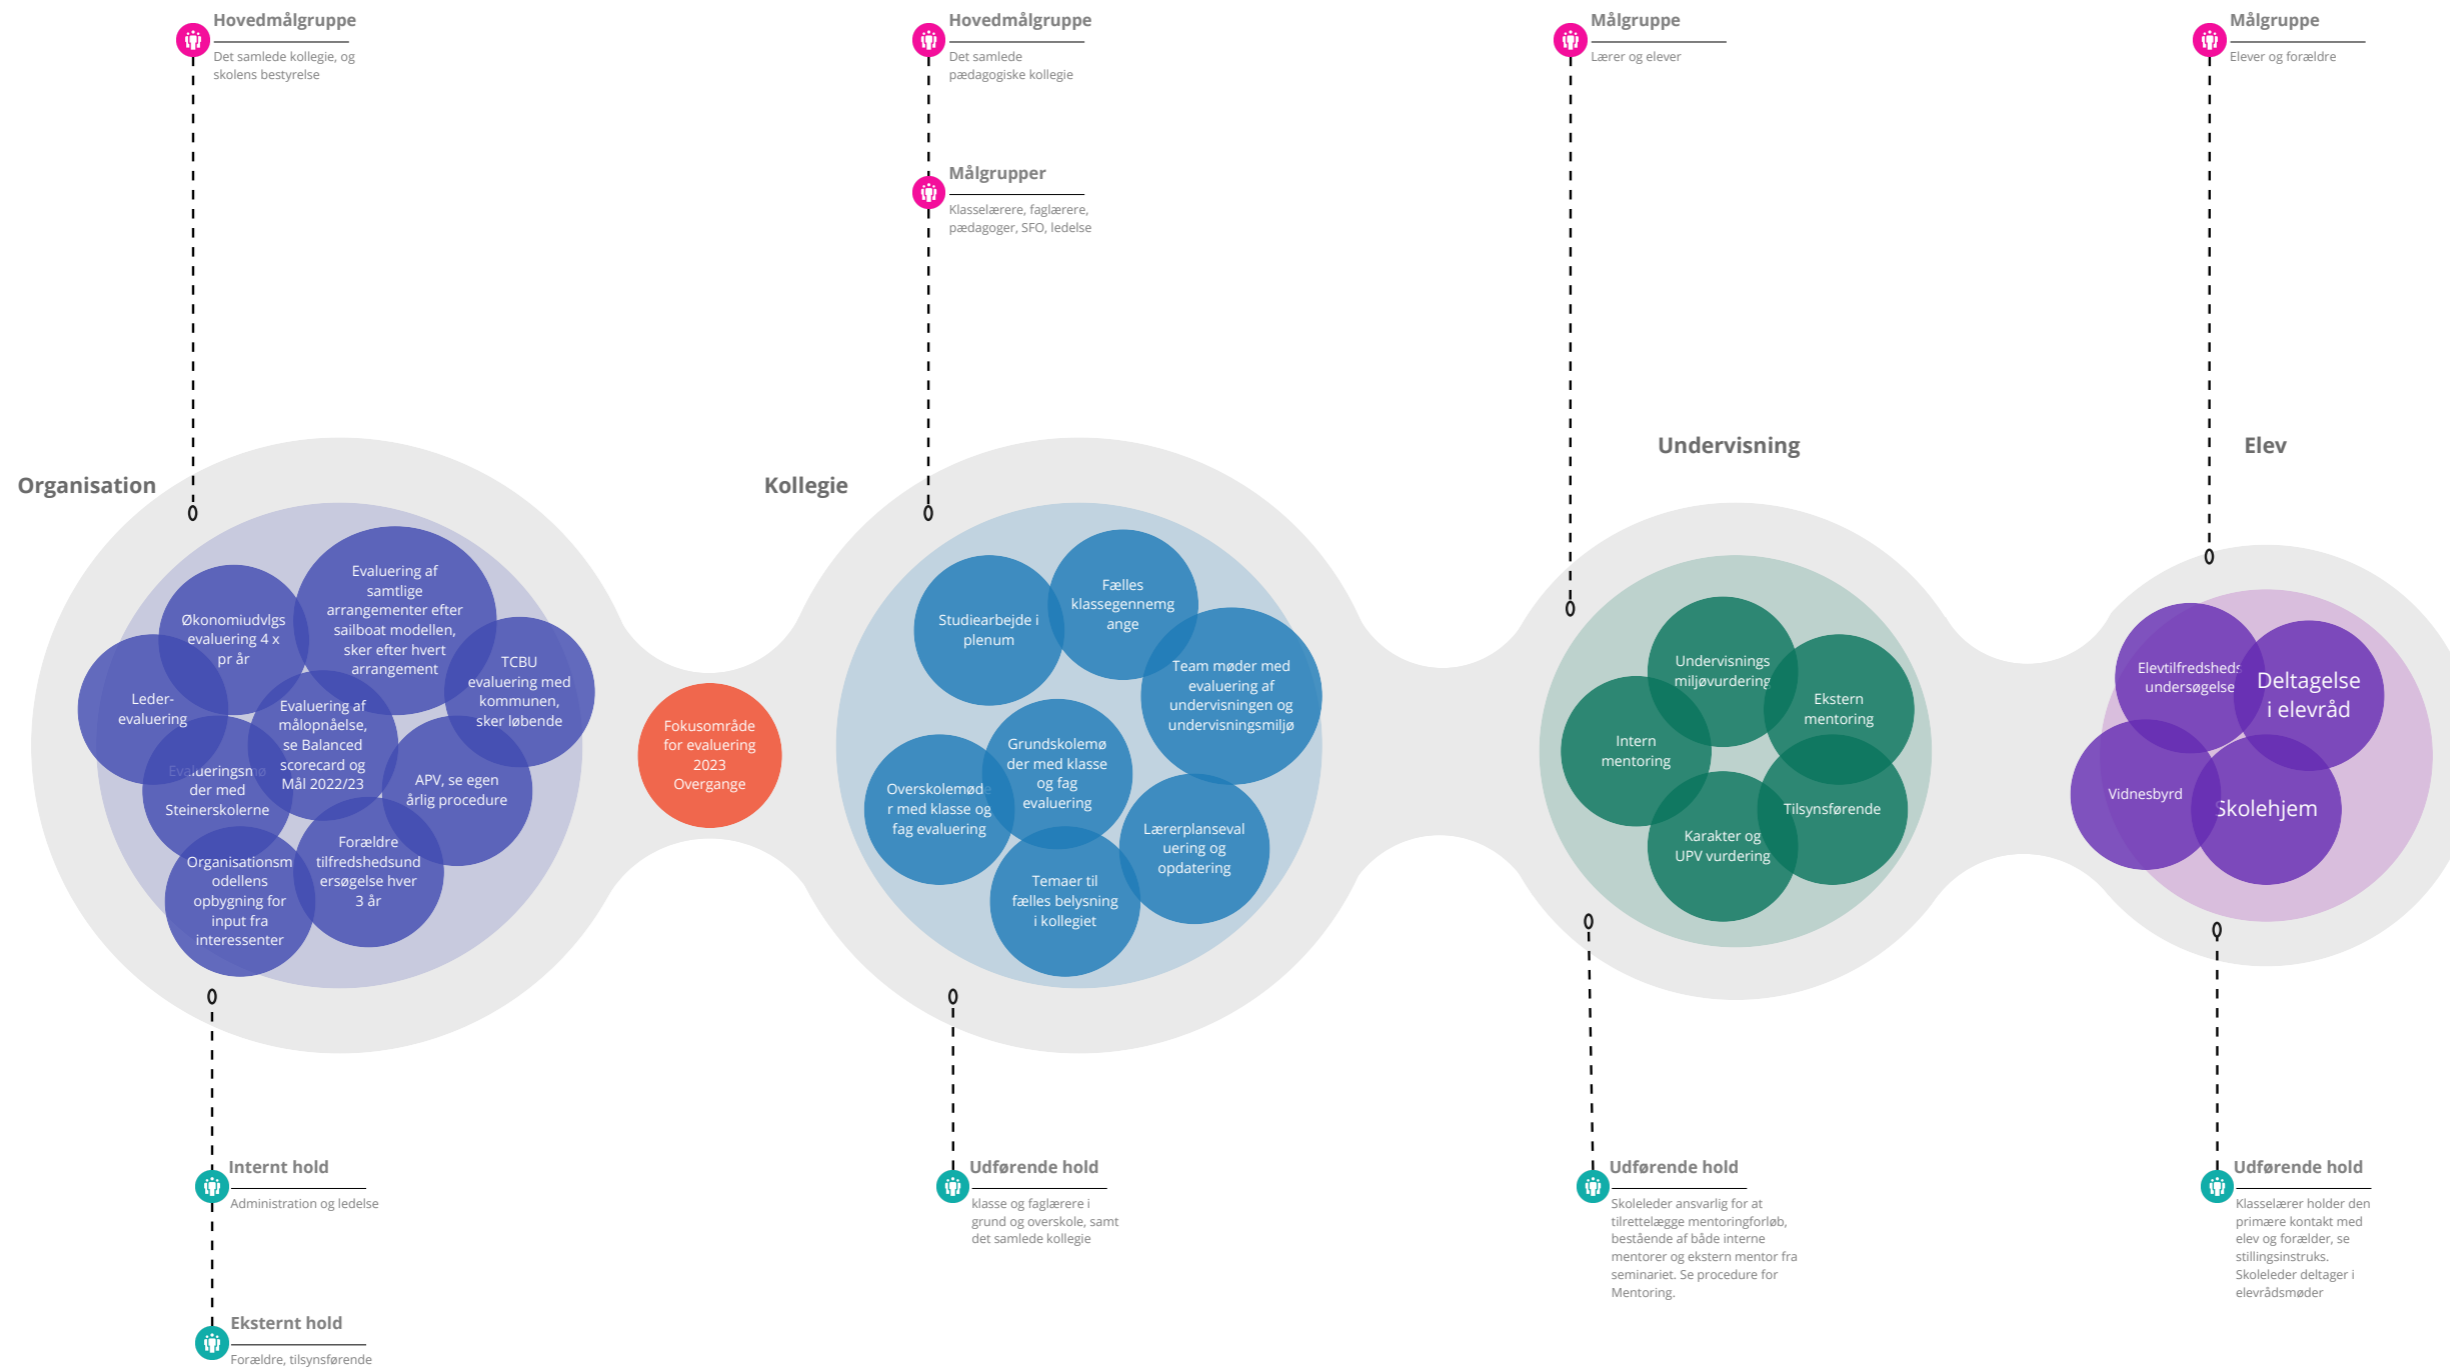 Hovedmålgruppe
Det samlede kollegie, og
skolens bestyrelse
Hovedmålgruppe
Det samlede
pædagogiske kollegie
Målgrupper
Klasselærere, faglærere,
pædagoger, SFO, ledelse
Målgruppe
Lærer og elever
Målgruppe
Elever og forældre
Organisation
Økonomiudvlgs
evaluering 4 x
pr år
Evaluering af
samtlige
arrangementer efter
sailboat modellen,
sker efter hvert
arrangement
TCBU
evaluering med
kommunen,
sker løbende
Leder-
evaluering
Evaluering af
målopnåelse,
se Balanced
scorecard og
Mål 2022/23
Evalueringsmø
der med
Steinerskolerne
APV, se egen
årlig procedure
Organisationsm
odellens
opbygning for
input fra
interessenter
Forældre
tilfredshedsund
ersøgelse hver
3 år
Fokusområde
for evaluering
2023
Overgange
Kollegie
Studiearbejde i
plenum
Fælles
klassegennemg
ange
Team møder med
evaluering af
undervisningen og
undervisningsmiljø
Overskolemøde
r med klasse og
fag evaluering
Grundskolemø
der med klasse
og fag
evaluering
Lærerplanseval
uering og
opdatering
Temaer til
fælles belysning
i kollegiet
Undervisning
Undervisnings
miljøvurdering
Ekstern
mentoring
Intern
mentoring
Karakter og
UPV vurdering
Tilsynsførende
Elev
Elevtilfredsheds
undersøgelse
Deltagelse
i elevråd
Vidnesbyrd
Skolehjem
Internt hold
Administration og ledelse
Eksternt hold
Forældre, tilsynsførende
Udførende hold
klasse og faglærere i
grund og overskole, samt
det samlede kollegie
Udførende hold
Skoleleder ansvarlig for at
tilrettelægge mentoringforløb,
bestående af både interne
mentorer og ekstern mentor fra
seminariet. Se procedure for
Mentoring.
Udførende hold
Klasselærer holder den
primære kontakt med
elev og forælder, se
stillingsinstruks.
Skoleleder deltager i
elevrådsmøder